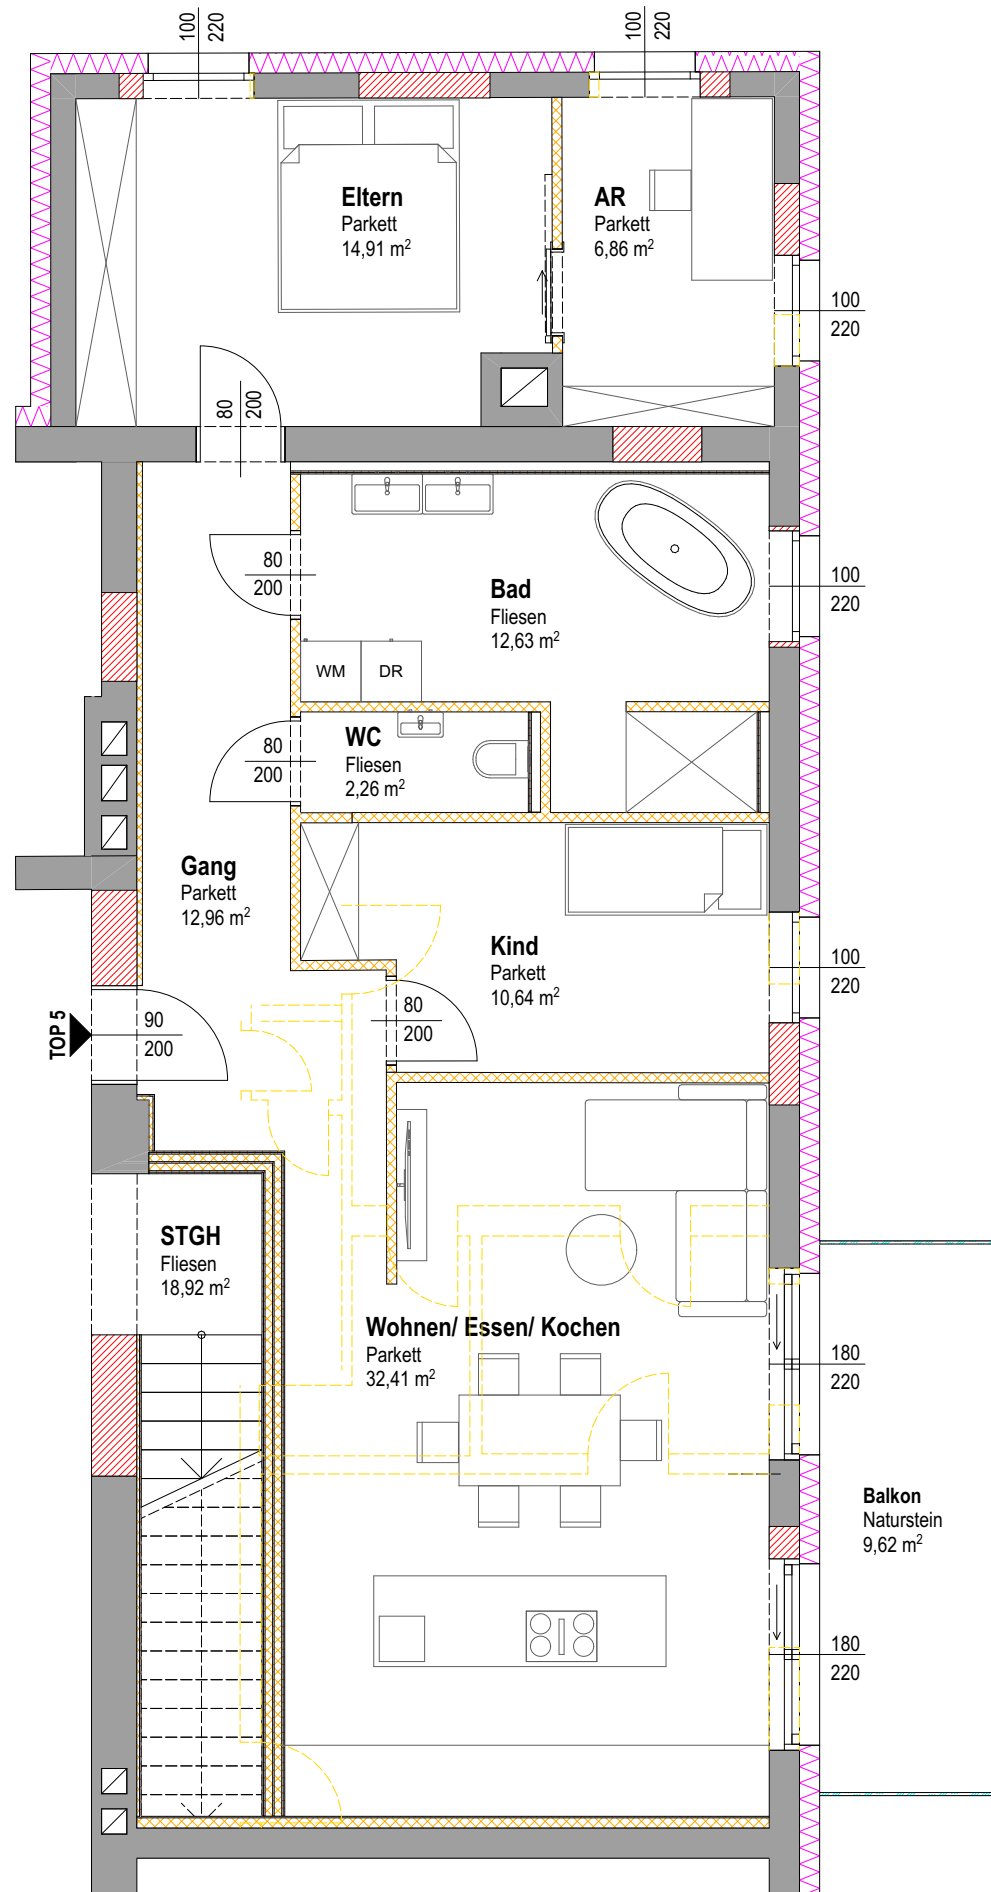 100
220
100
220
Eltern
Parkett
14,91 m²
AR
Parkett
6,86 m²
100
220
80
200
80
200
Bad
Fliesen
12,63 m²
100
220
WM
DR
80
200
WC
Fliesen
2,26 m²
Gang
Parkett
12,96 m²
Kind
Parkett
10,64 m²
100
220
TOP 5
90
200
80
200
STGH
Fliesen
18,92 m²
Wohnen/ Essen/ Kochen
Parkett
32,41 m²
180
220
Balkon
Naturstein
9,62 m²
180
220